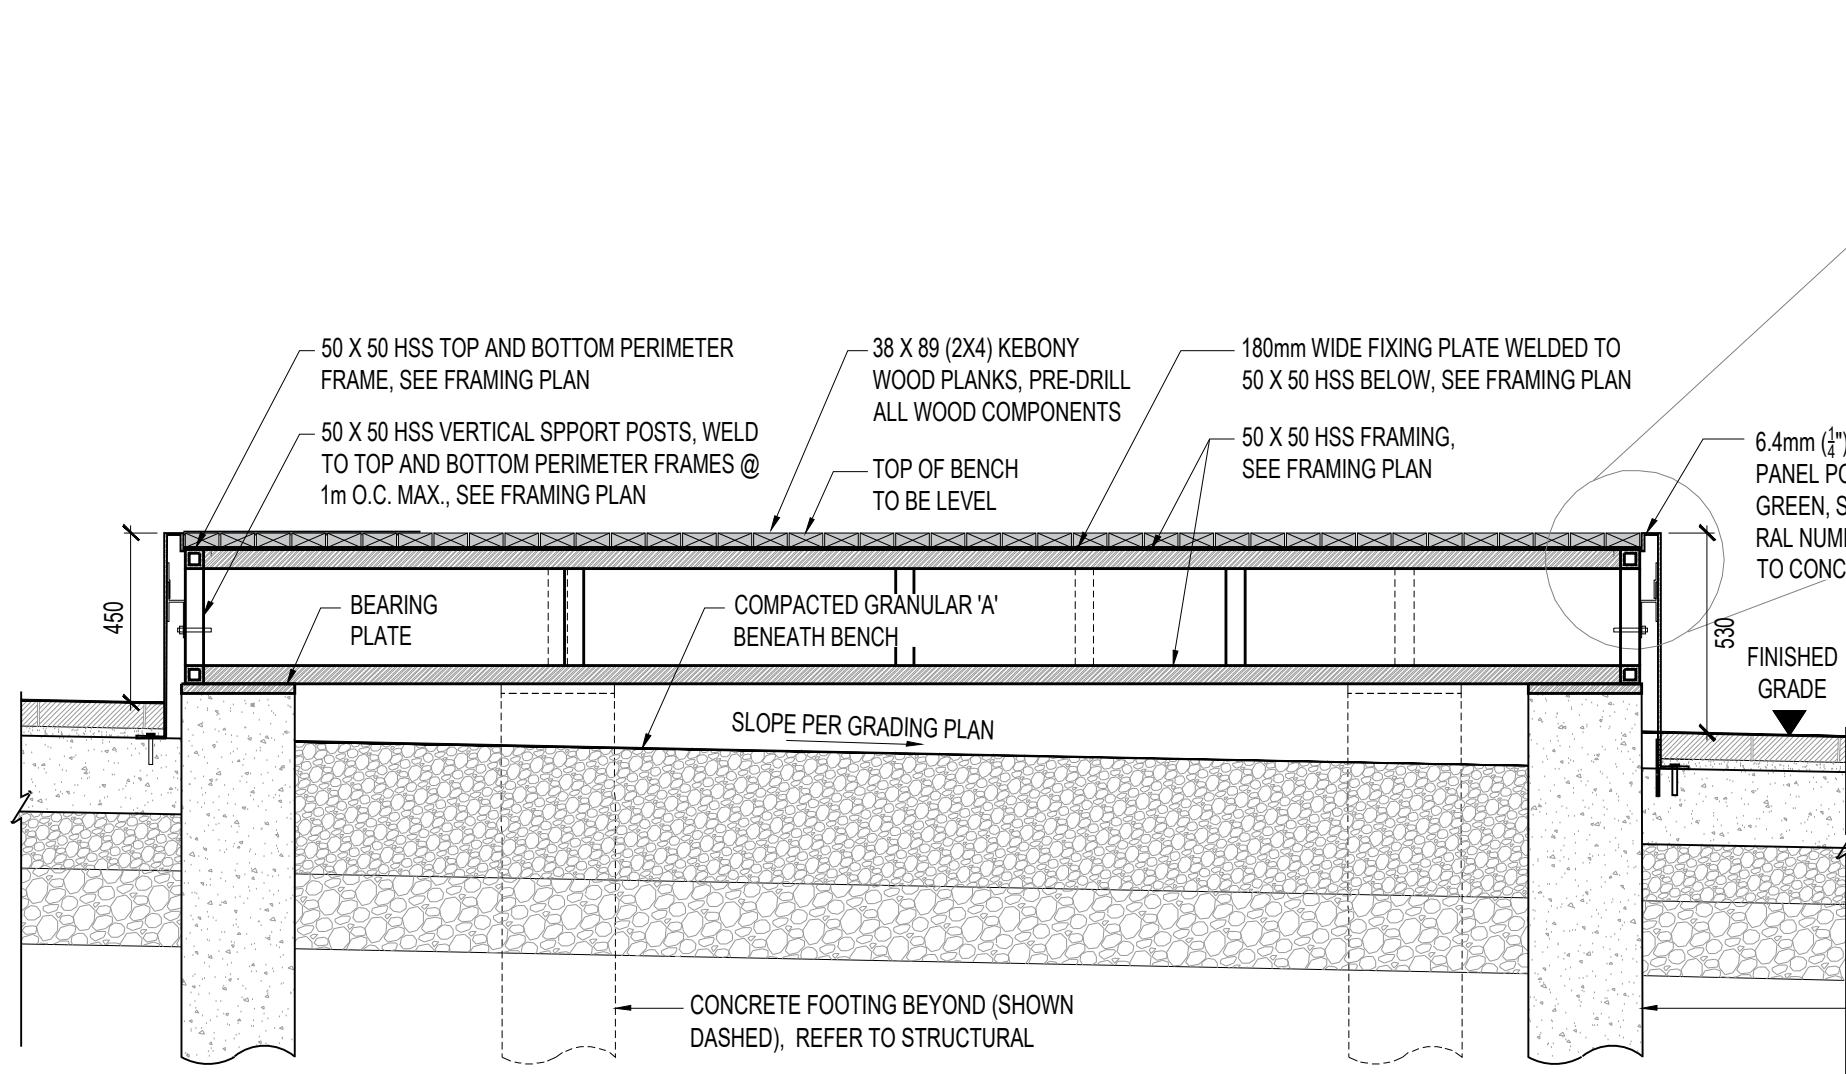 50 X 50 HSS TOP AND BOTTOM PERIMETER
FRAME, SEE FRAMING PLAN
50 X 50 HSS VERTICAL SPPORT POSTS, WELD
TO TOP AND BOTTOM PERIMETER FRAMES @
1m O.C. MAX., SEE FRAMING PLAN
38 X 89 (2X4) KEBONY
WOOD PLANKS, PRE-DRILL
ALL WOOD COMPONENTS
TOP OF BENCH
TO BE LEVEL
180mm WIDE FIXING PLATE WELDED TO
50 X 50 HSS BELOW, SEE FRAMING PLAN
50 X 50 HSS FRAMING,
SEE FRAMING PLAN
6.4mm (1/4")
PANEL
GREEN,
RAL
TO
450
BEARING
PLATE
COMPACTED GRANULAR 'A'
BENEATH BENCH
530
FINISHED
GRADE
SLOPE PER GRADING PLAN
CONCRETE FOOTING BEYOND (SHOWN
DASHED), REFER TO STRUCTURAL